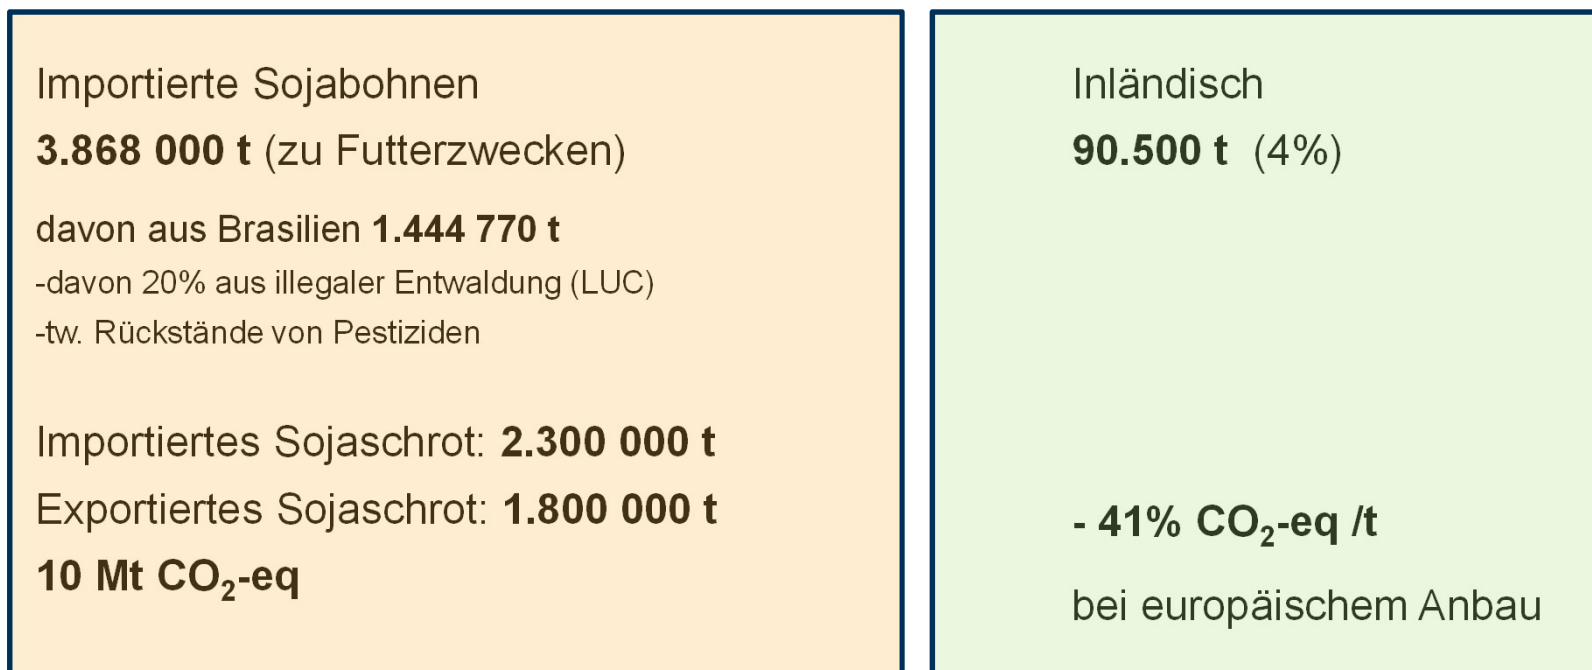 Importierte Sojabohnen
3.868 000 t (zu Futterzwecken)
davon aus Brasilien 1.444 770 t
-davon 20% aus illegaler Entwaldung (LUC)
-tw. Rückstände von Pestiziden
Importiertes Sojaschrot: 2.300 000 t
Exportiertes Sojaschrot: 1.800 000 t
10 Mt CO₂-eq
Inländisch
90.500 t (4%)
- 41% CO₂-eq /t
bei europäischem Anbau